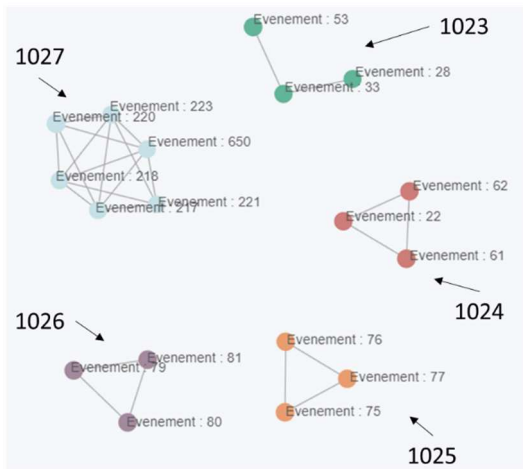 Evenement : 53
1023
1027
Evenement : 28
Evenement : 33
Evenement : 223
Evenement : 220
Evenement : 650
Evenement : 218
Evenement : 62
Evenement : 221
Evenement : 217
Evenement : 22
Evenement : 61
1024
1026
Evenement : 76
Evenement : 81
Evenement : 79
Evenement : 77
Evenement : 75
Evenement : 80
1025